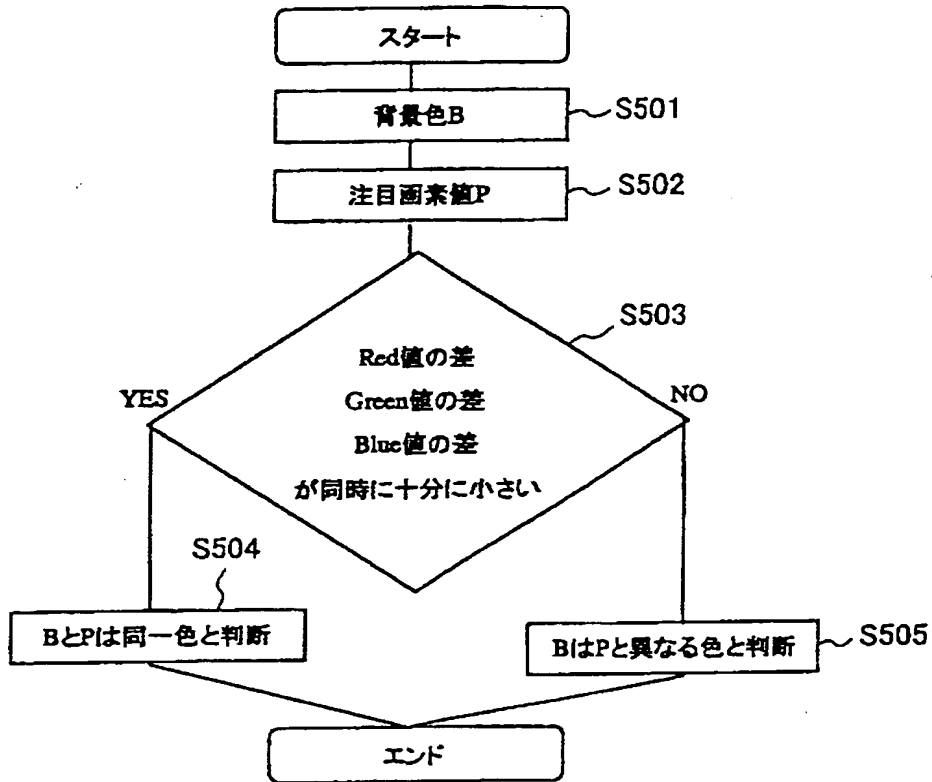 スタート
背景色B
S501
注目画素値P
S502
S503
Red値の差
Green値の差
Blue値の差
が同時に十分に小さい
YES
NO
S504
BとPは同一色と判断
BはPと異なる色と判断
S505
エンド